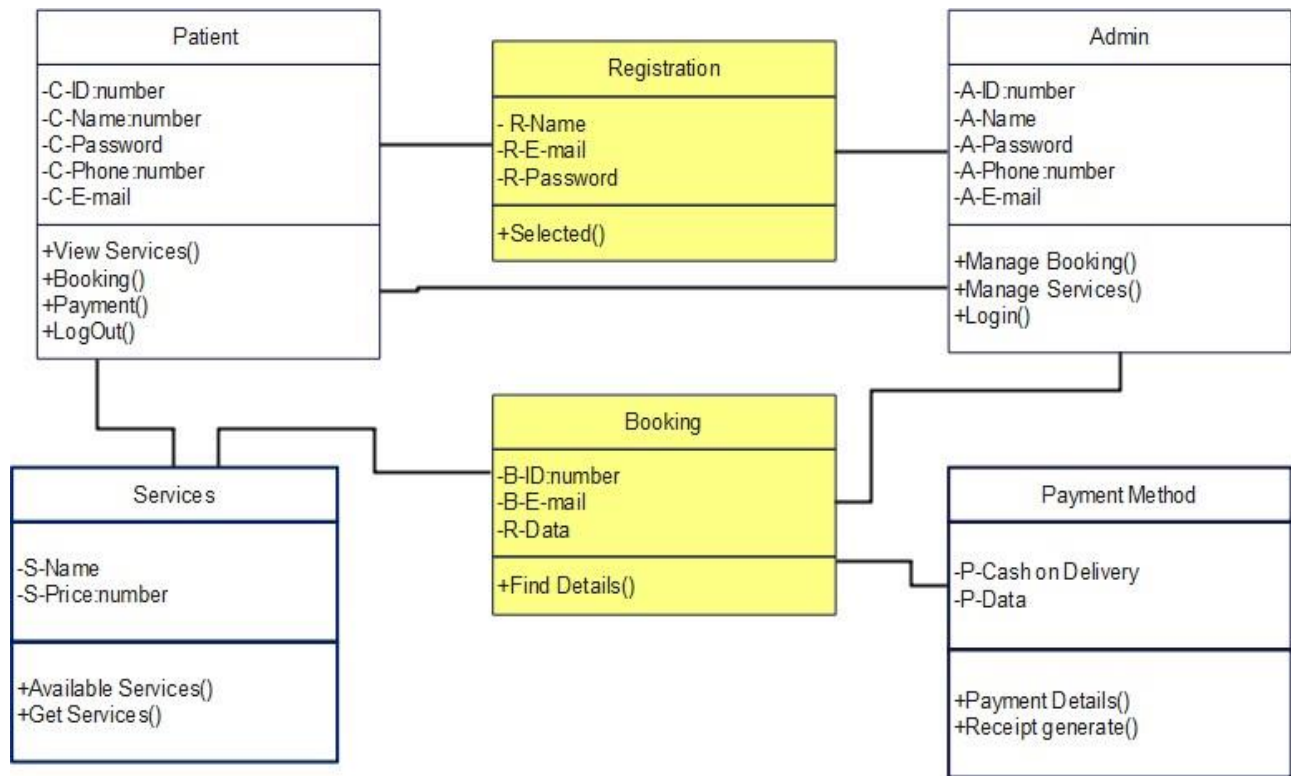 Patient
-C-ID:number
-C-Name:number
-C-Password
-C-Phone:number
-C-E-mail
+View Services()
+Booking()
+Payment()
+LogOut()
Registration
- R-Name
-R-E-mail
-R-Password
+Selected()
Admin
-A-ID:number
-A-Name
-A-Password
-A-Phone:number
-A-E-mail
+Manage Booking()
+Manage Services()
+Login()
Services
-S-Name
-S-Price:number
+Available Services()
+Get Services()
Booking
-B-ID:number
-B-E-mail
-R-Data
+Find Details()
Payment Method
-P-Cash on Delivery
-P-Data
+Payment Details()
+Receipt generate()